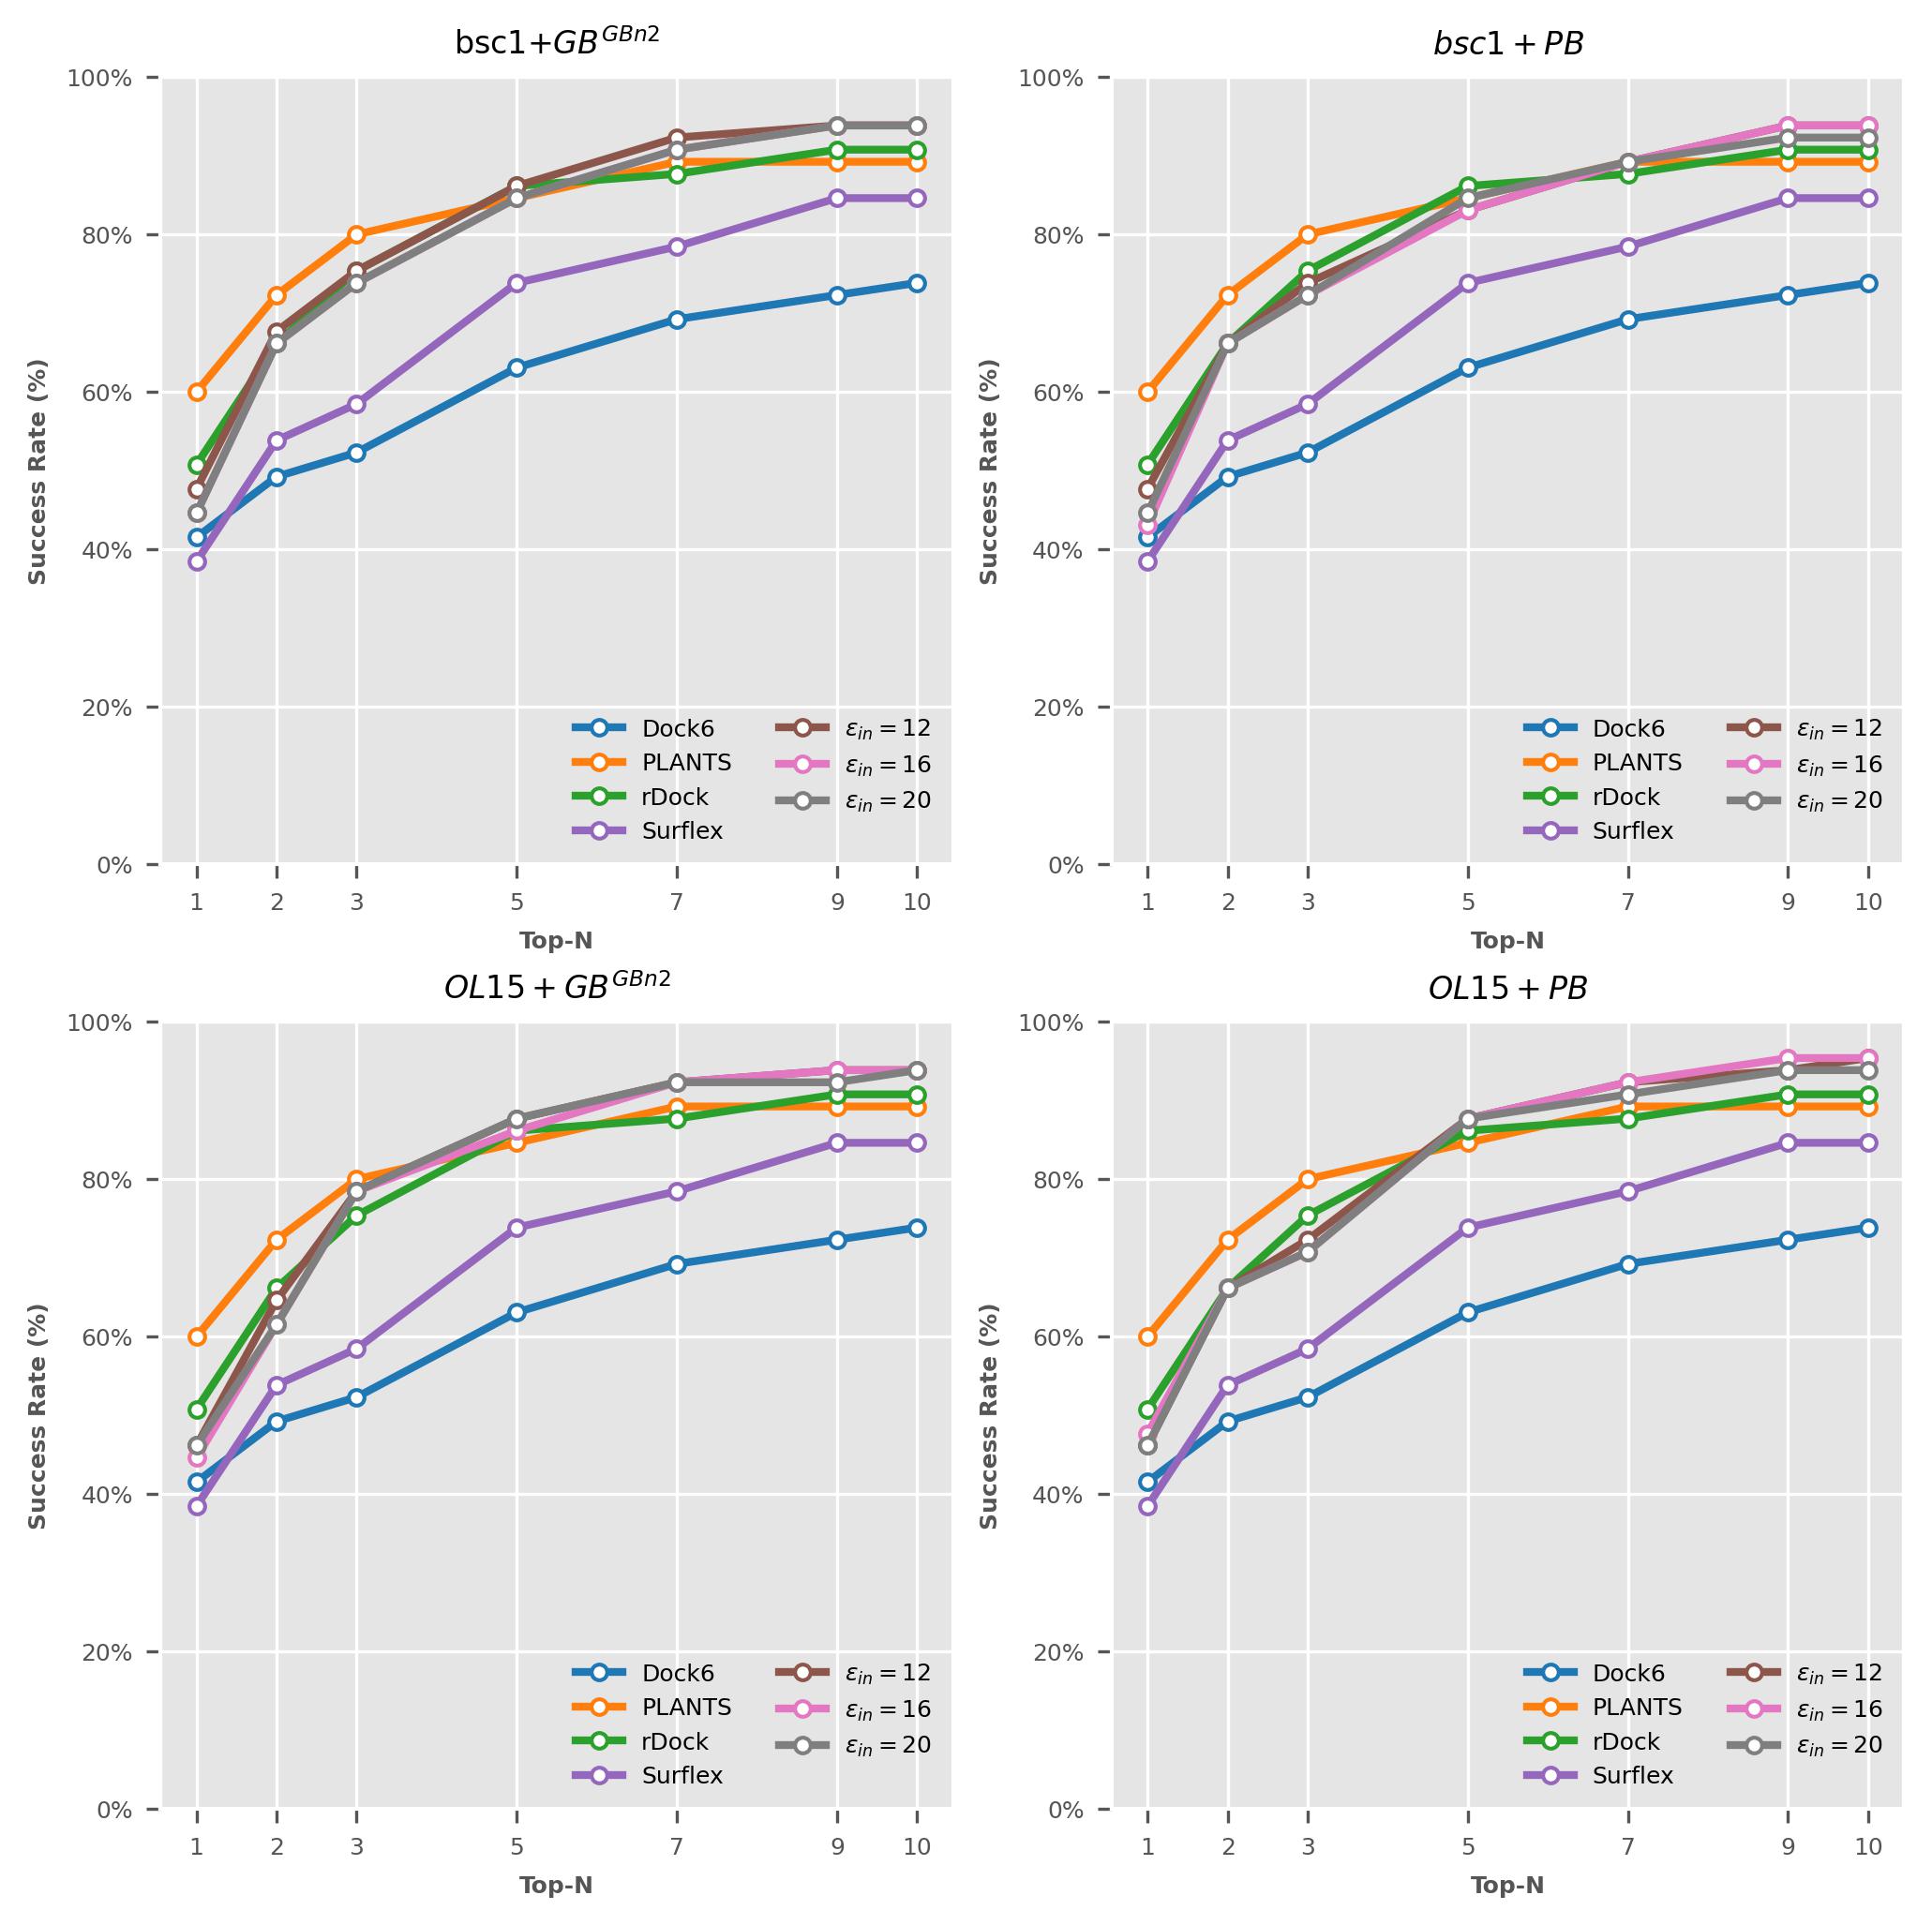 bsc1+GB^GBn2
100%
80%
60%
40%
20%
0%
Success Rate (%)
Dock6
PLANTS
rDock
Surflex
ε_in = 12
ε_in = 16
ε_in = 20
1 2 3 5 7 9 10
Top-N
bsc1 + PB
100%
80%
60%
40%
20%
0%
Success Rate (%)
Dock6
PLANTS
rDock
Surflex
ε_in = 12
ε_in = 16
ε_in = 20
1 2 3 5 7 9 10
Top-N
OL15 + GB^GBn2
100%
80%
60%
40%
20%
0%
Success Rate (%)
Dock6
PLANTS
rDock
Surflex
ε_in = 12
ε_in = 16
ε_in = 20
1 2 3 5 7 9 10
Top-N
OL15 + PB
100%
80%
60%
40%
20%
0%
Success Rate (%)
Dock6
PLANTS
rDock
Surflex
ε_in = 12
ε_in = 16
ε_in = 20
1 2 3 5 7 9 10
Top-N